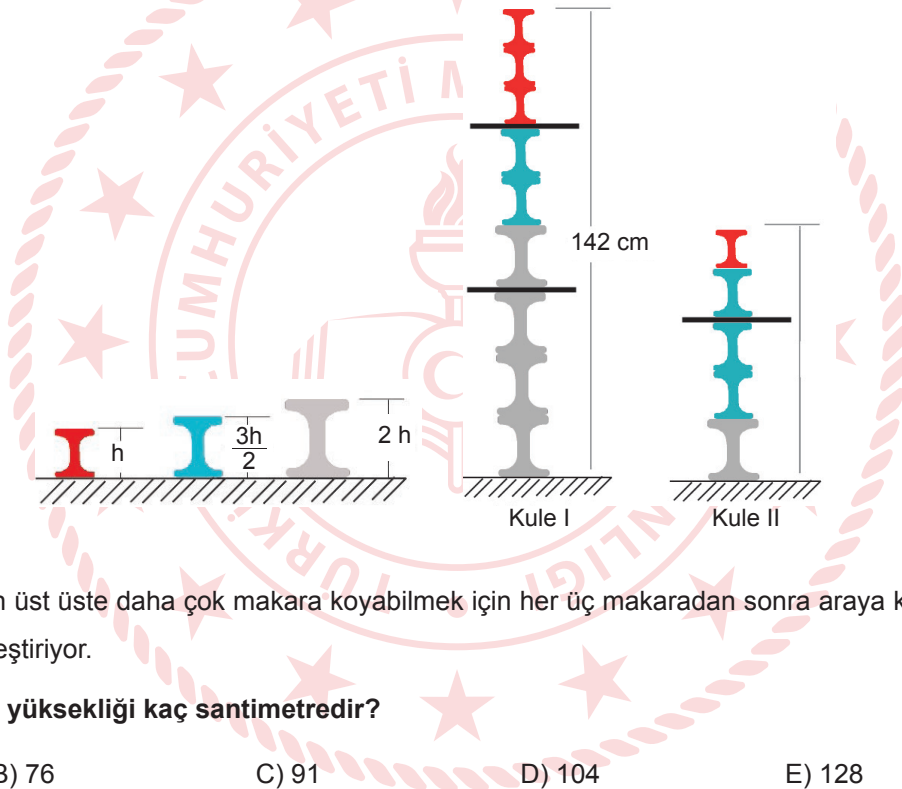 142 cm
h
3h
2
2 h
Kule I
Kule II
üst üste daha çok makara koyabilmek için her üç makaradan sonra araya
yüksekliği kaç santimetredir?
B) 76
C) 91
D) 104
E) 128